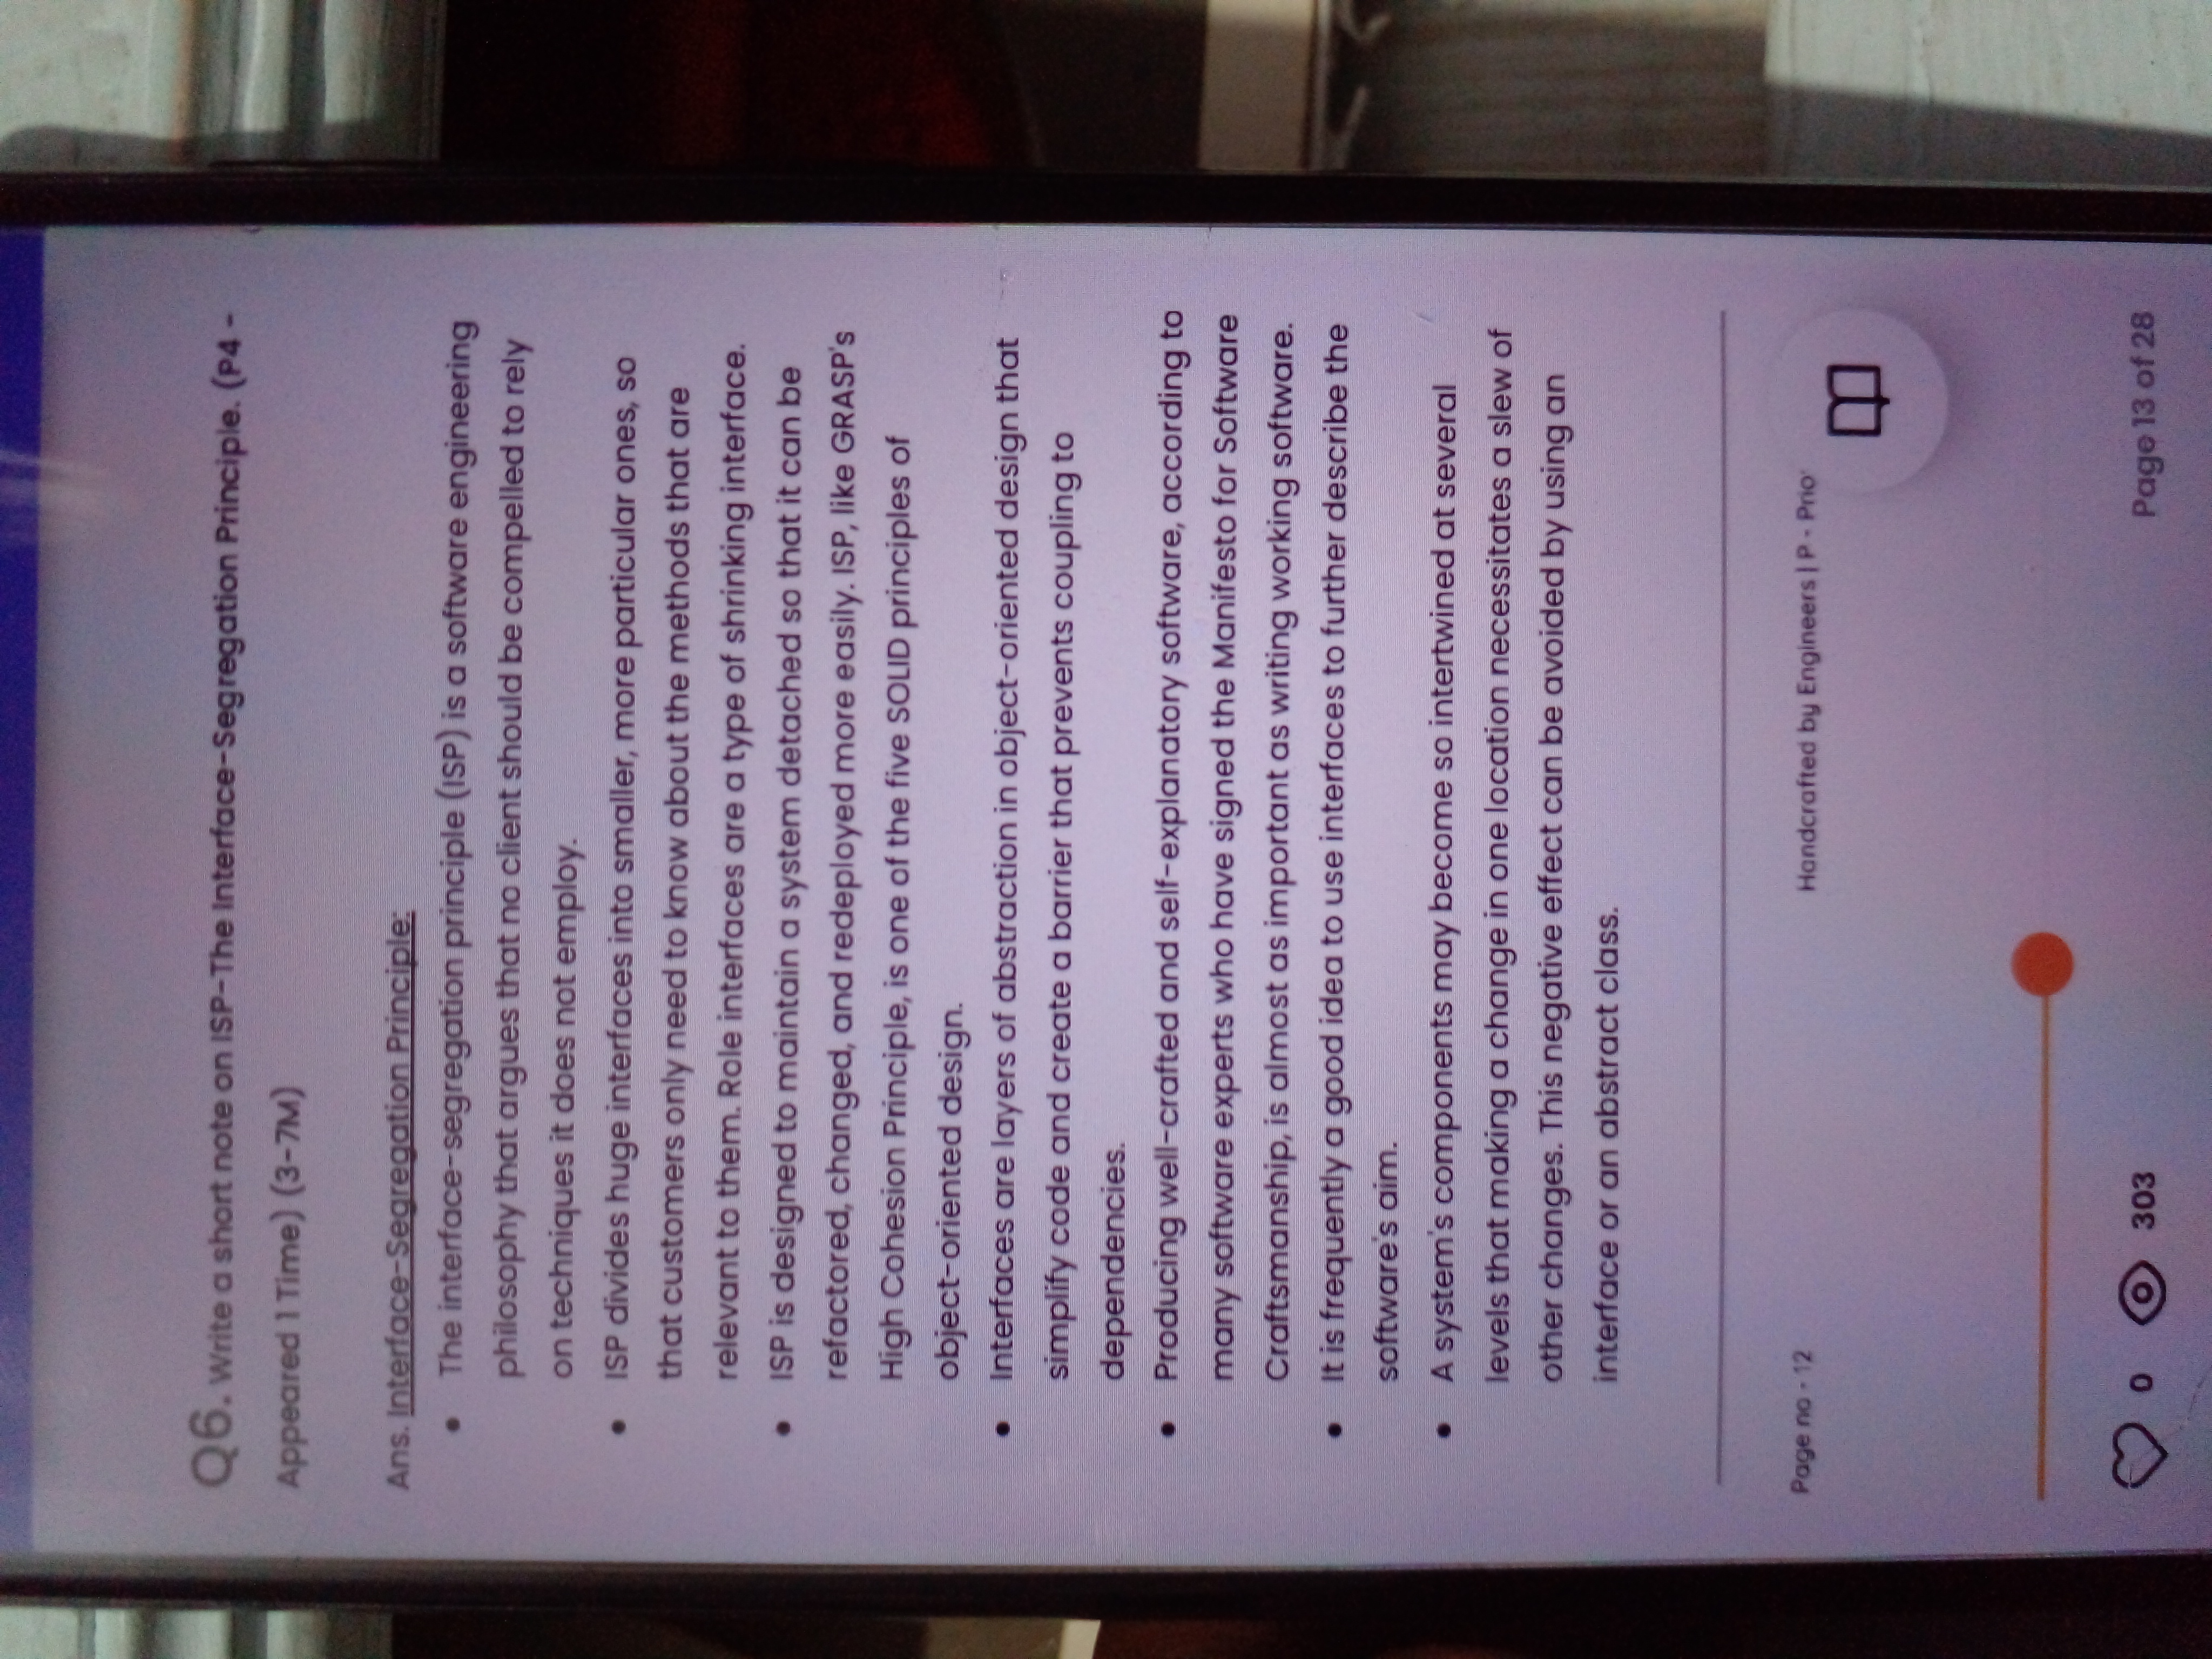 Q6. Write a short note on ISP-The Interface-Segregation Principle. (P4 -
Appeared 1 Time) (3-7M)
Ans. Interface-Segregation Principle:
• The interface-segregation principle (ISP) is a software engineering
philosophy that argues that no client should be compelled to rely
on techniques it does not employ.
• ISP divides huge interfaces into smaller, more particular ones, so
that customers only need to know about the methods that are
relevant to them. Role interfaces are a type of shrinking interface.
• ISP is designed to maintain a system detached so that it can be
refactored, changed, and redeployed more easily. ISP, like GRASP's
High Cohesion Principle, is one of the five SOLID principles of
object-oriented design.
• Interfaces are layers of abstraction in object-oriented design that
simplify code and create a barrier that prevents coupling to
dependencies.
• Producing well-crafted and self-explanatory software, according to
many software experts who have signed the Manifesto for Software
Craftsmanship, is almost as important as writing working software.
• It is frequently a good idea to use interfaces to further describe the
software's aim.
• A system's components may become so intertwined at several
levels that making a change in one location necessitates a slew of
other changes. This negative effect can be avoided by using an
interface or an abstract class.
Page no - 12
Handcrafted by Engineers | P - Prio
0 303
Page 13 of 28